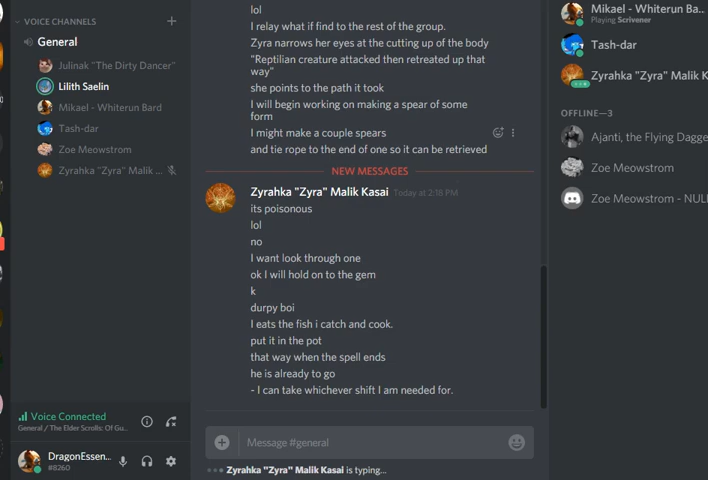 VOICE CHANNELS
General
Julinak "The Dirty Dancer"
Lilith Saelin
Mikael - Whiterun Bard
Tash-dar
Zoe Meowstrom
Zyrahka "Zyra" Malik ...
Voice Connected
General / The Elder Scrolls: Of Gu...
DragonEssen...
#8260
lol
I relay what if find to the rest of the group.
Zyra narrows her eyes at the cutting up of the body
"Reptilian creature attacked then retreated up that
way"
she points to the path it took
I will begin working on making a spear of some
form
I might make a couple spears
and tie rope to the end of one so it can be retrieved
NEW MESSAGES
Zyrahka "Zyra" Malik Kasai Today at 2:18 PM
its poisonous
lol
no
I want look through one
ok I will hold on to the gem
k
durpy boi
I eats the fish i catch and cook.
put it in the pot
that way when the spell ends
he is already to go
- I can take whichever shift I am needed for.
Message #general
Zyrahka "Zyra" Malik Kasai is typing...
Mikael - Whiterun Ba...
Playing Scrivener
Tash-dar
Zyrahka "Zyra" Malik K
OFFLINE—3
Ajanti, the Flying Dagge
Zoe Meowstrom
Zoe Meowstrom - NUL